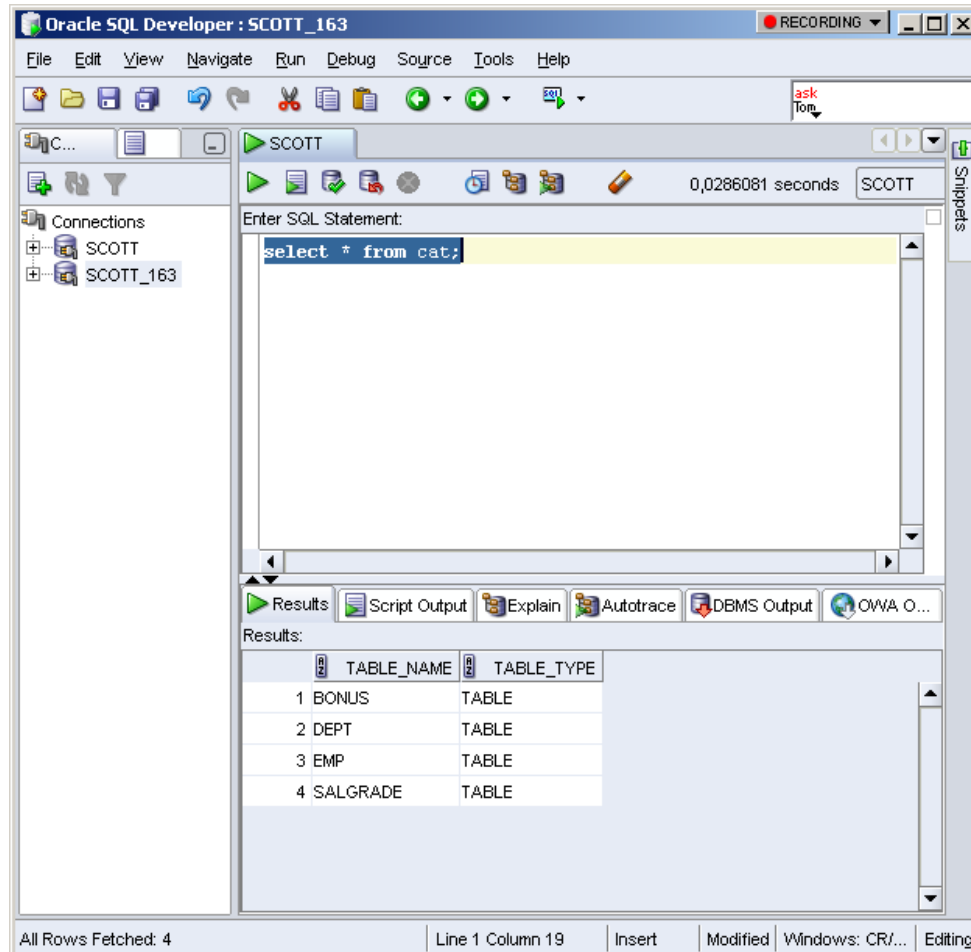 Oracle SQL Developer : SCOTT_163
RECORDING
File Edit View Navigate Run Debug Source Tools Help
ask
Tom
C...
SCOTT
0,0286081 seconds SCOTT
Snippets
Connections
SCOTT
SCOTT_163
Enter SQL Statement:
select * from cat;
Results Script Output Explain Autotrace DBMS Output OWA O...
Results:
TABLE_NAME TABLE_TYPE
1 BONUS TABLE
2 DEPT TABLE
3 EMP TABLE
4 SALGRADE TABLE
All Rows Fetched: 4 Line 1 Column 19 Insert Modified Windows: CR/... Editing